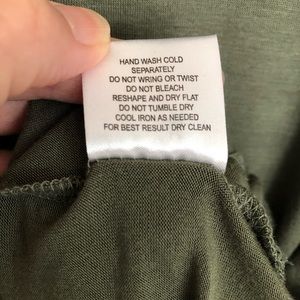 HAND WASH COLD
SEPARATELY
DO NOT WRING OR TWIST
DO NOT BLEACH
RESHAPE AND DRY FLAT
DO NOT TUMBLE DRY
COOL IRON AS NEEDED
FOR BEST RESULT DRY CLEAN